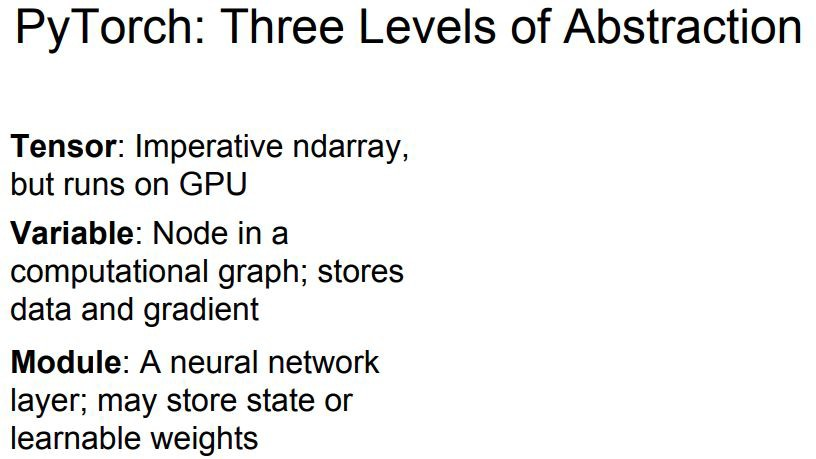 PyTorch: Three Levels of Abstraction
Tensor: Imperative ndarray,
but runs on GPU
Variable: Node in a
computational graph; stores
data and gradient
Module: A neural network
layer; may store state or
learnable weights